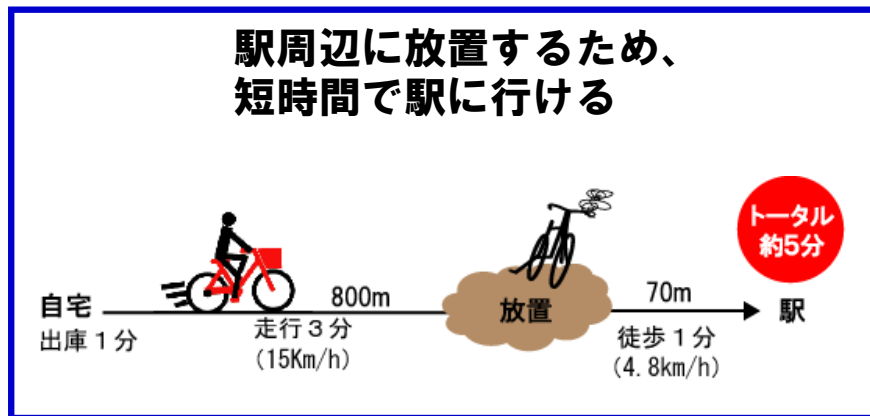 駅周辺に放置するため、
短時間で駅に行ける
トータル
約5分
自宅
出庫１分
800m
走行３分
(15Km/h)
放置
70m
徒歩１分
(4.8km/h)
駅